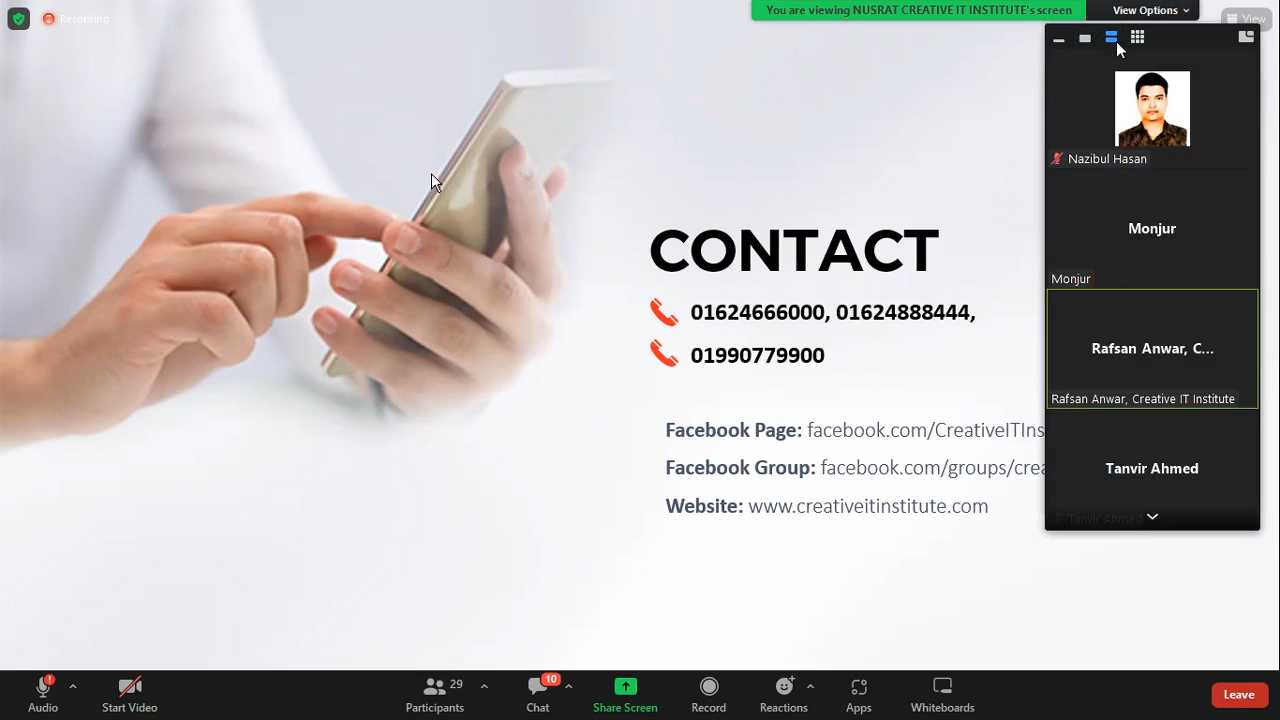 Recording
You are viewing NUSRAT CREATIVE IT INSTITUTE's screen
View Options
View
Nazibul Hasan
Monjur
Monjur
Rafsan Anwar, C...
Rafsan Anwar, Creative IT Institute
Tanvir Ahmed
Tanvir Ahmed
CONTACT
01624666000, 01624888444,
01990779900
Facebook Page: facebook.com/CreativeITIns
Facebook Group: facebook.com/groups/crea
Website: www.creativeitinstitute.com
Audio
Start Video
Participants
29
Chat
10
Share Screen
Record
Reactions
Apps
Whiteboards
Leave